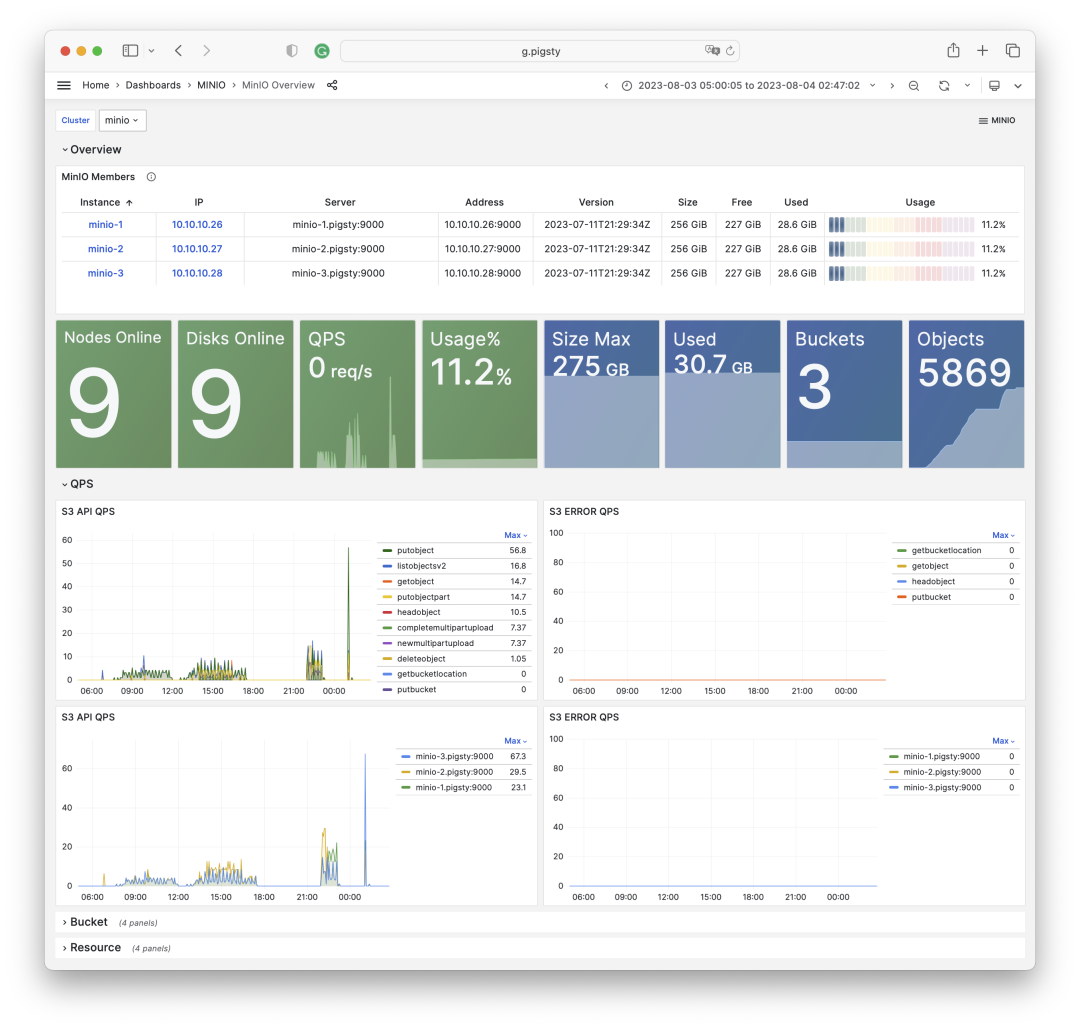 g.pigsty
Home › Dashboards › MINIO › MinIO Overview
2023-08-03 05:00:05 to 2023-08-04 02:47:02
Cluster minio
MINIO
Overview
MinIO Members
Instance IP Server Address Version Size Free Used Usage
minio-1 10.10.10.26 minio-1.pigsty:9000 10.10.10.26:9000 2023-07-11T21:29:34Z 256 GiB 227 GiB 28.6 GiB 11.2%
minio-2 10.10.10.27 minio-2.pigsty:9000 10.10.10.27:9000 2023-07-11T21:29:34Z 256 GiB 227 GiB 28.6 GiB 11.2%
minio-3 10.10.10.28 minio-3.pigsty:9000 10.10.10.28:9000 2023-07-11T21:29:34Z 256 GiB 227 GiB 28.6 GiB 11.2%
Nodes Online
9
Disks Online
9
QPS
0 req/s
Usage%
11.2%
Size Max
275 GB
Used
30.7 GB
Buckets
3
Objects
5869
QPS
S3 API QPS
60
50
40
30
20
10
0
06:00 09:00 12:00 15:00 18:00 21:00 00:00
Max
putobject 56.8
listobjectsv2 16.8
getobject 14.7
putobjectpart 14.7
headobject 10.5
completemultipartupload 7.37
newmultipartupload 7.37
deleteobject 1.05
getbucketlocation 0
putbucket 0
S3 ERROR QPS
100
80
60
40
20
0
06:00 09:00 12:00 15:00 18:00 21:00 00:00
Max
getbucketlocation 0
getobject 0
headobject 0
putbucket 0
S3 API QPS
60
40
20
0
06:00 09:00 12:00 15:00 18:00 21:00 00:00
Max
minio-3.pigsty:9000 67.3
minio-2.pigsty:9000 29.5
minio-1.pigsty:9000 23.1
S3 ERROR QPS
100
80
60
40
20
0
06:00 09:00 12:00 15:00 18:00 21:00 00:00
Max
minio-1.pigsty:9000 0
minio-2.pigsty:9000 0
minio-3.pigsty:9000 0
Bucket (4 panels)
Resource (4 panels)